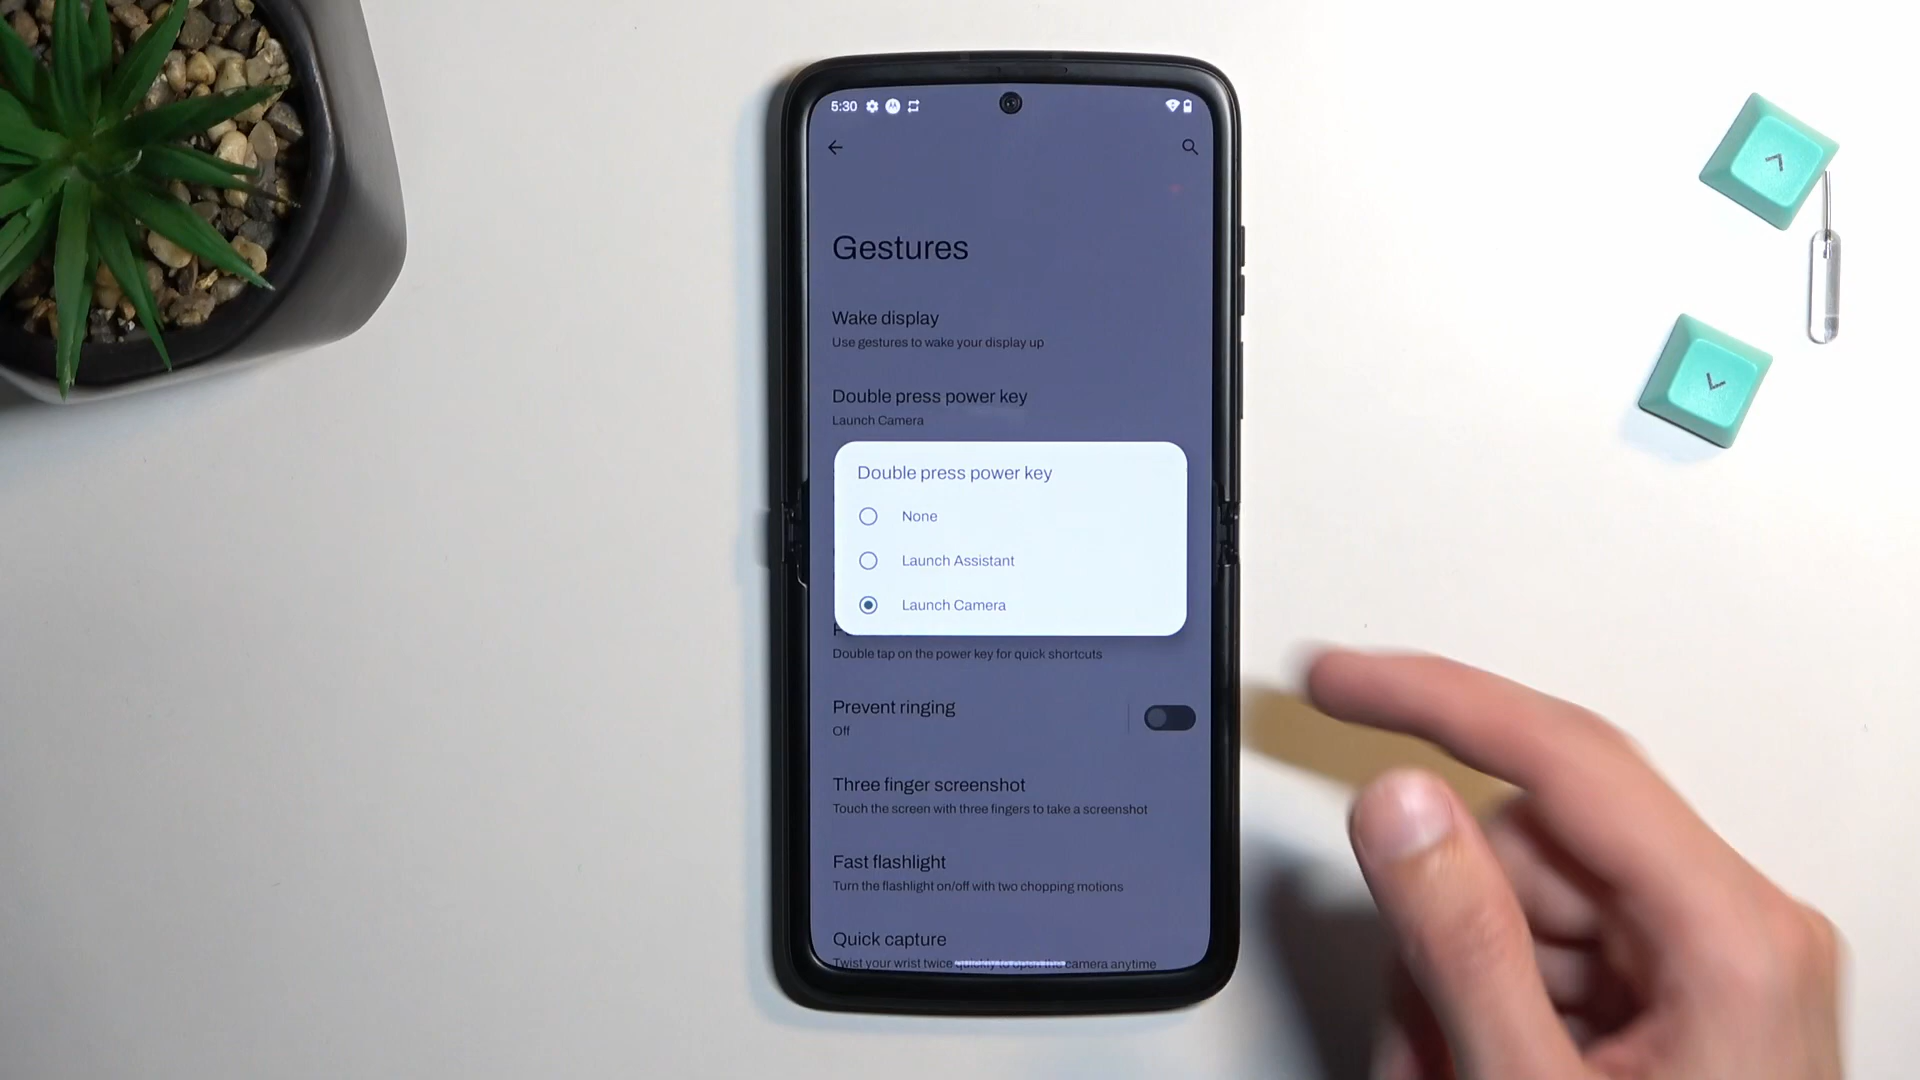 5:30
Gestures
Wake display
Use gestures to wake your display up
Double press power key
Launch Camera
Double press power key
None
Launch Assistant
Launch Camera
Double tap on the power key for quick shortcuts
Prevent ringing
Off
Three finger screenshot
Touch the screen with three fingers to take a screenshot
Fast flashlight
Turn the flashlight on/off with two chopping motions
Quick capture
Twist your wrist twice quickly to open the camera anytime